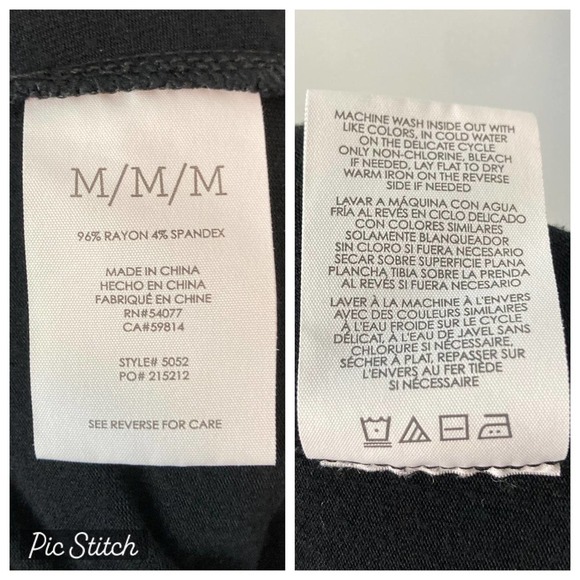 M/M/M
96% RAYON 4% SPANDEX
MADE IN CHINA
HECHO EN CHINA
FABRIQUÉ EN CHINE
RN#54077
CA#59814
STYLE# 5052
PO# 215212
SEE REVERSE FOR CARE
Pic Stitch
MACHINE WASH INSIDE OUT WITH
LIKE COLORS, IN COLD WATER
ON THE DELICATE CYCLE
ONLY NON-CHLORINE, BLEACH
IF NEEDED, LAY FLAT TO DRY
WARM IRON ON THE REVERSE
SIDE IF NEEDED
LAVAR A MÁQUINA CON AGUA
FRÍA AL REVÉS EN CICLO DELICADO
CON COLORES SIMILARES
SOLAMENTE BLANQUEADOR
SIN CLORO SI FUERA NECESARIO
SECAR SOBRE SUPERFICIE PLANA
PLANCHA TIBIA SOBRE LA PRENDA
AL REVÉS SI FUERA NECESARIO
LAVER À LA MACHINE À L'ENVERS
AVEC DES COULEURS SIMILAIRES
À L'EAU FROIDE SUR LE CYCLE
DÉLICAT, À L'EAU DE JAVEL SANS
CHLORURE SI NÉCESSAIRE,
SÉCHER À PLAT, REPASSER SUR
L'ENVERS AU FER TIÈDE
SI NÉCESSAIRE